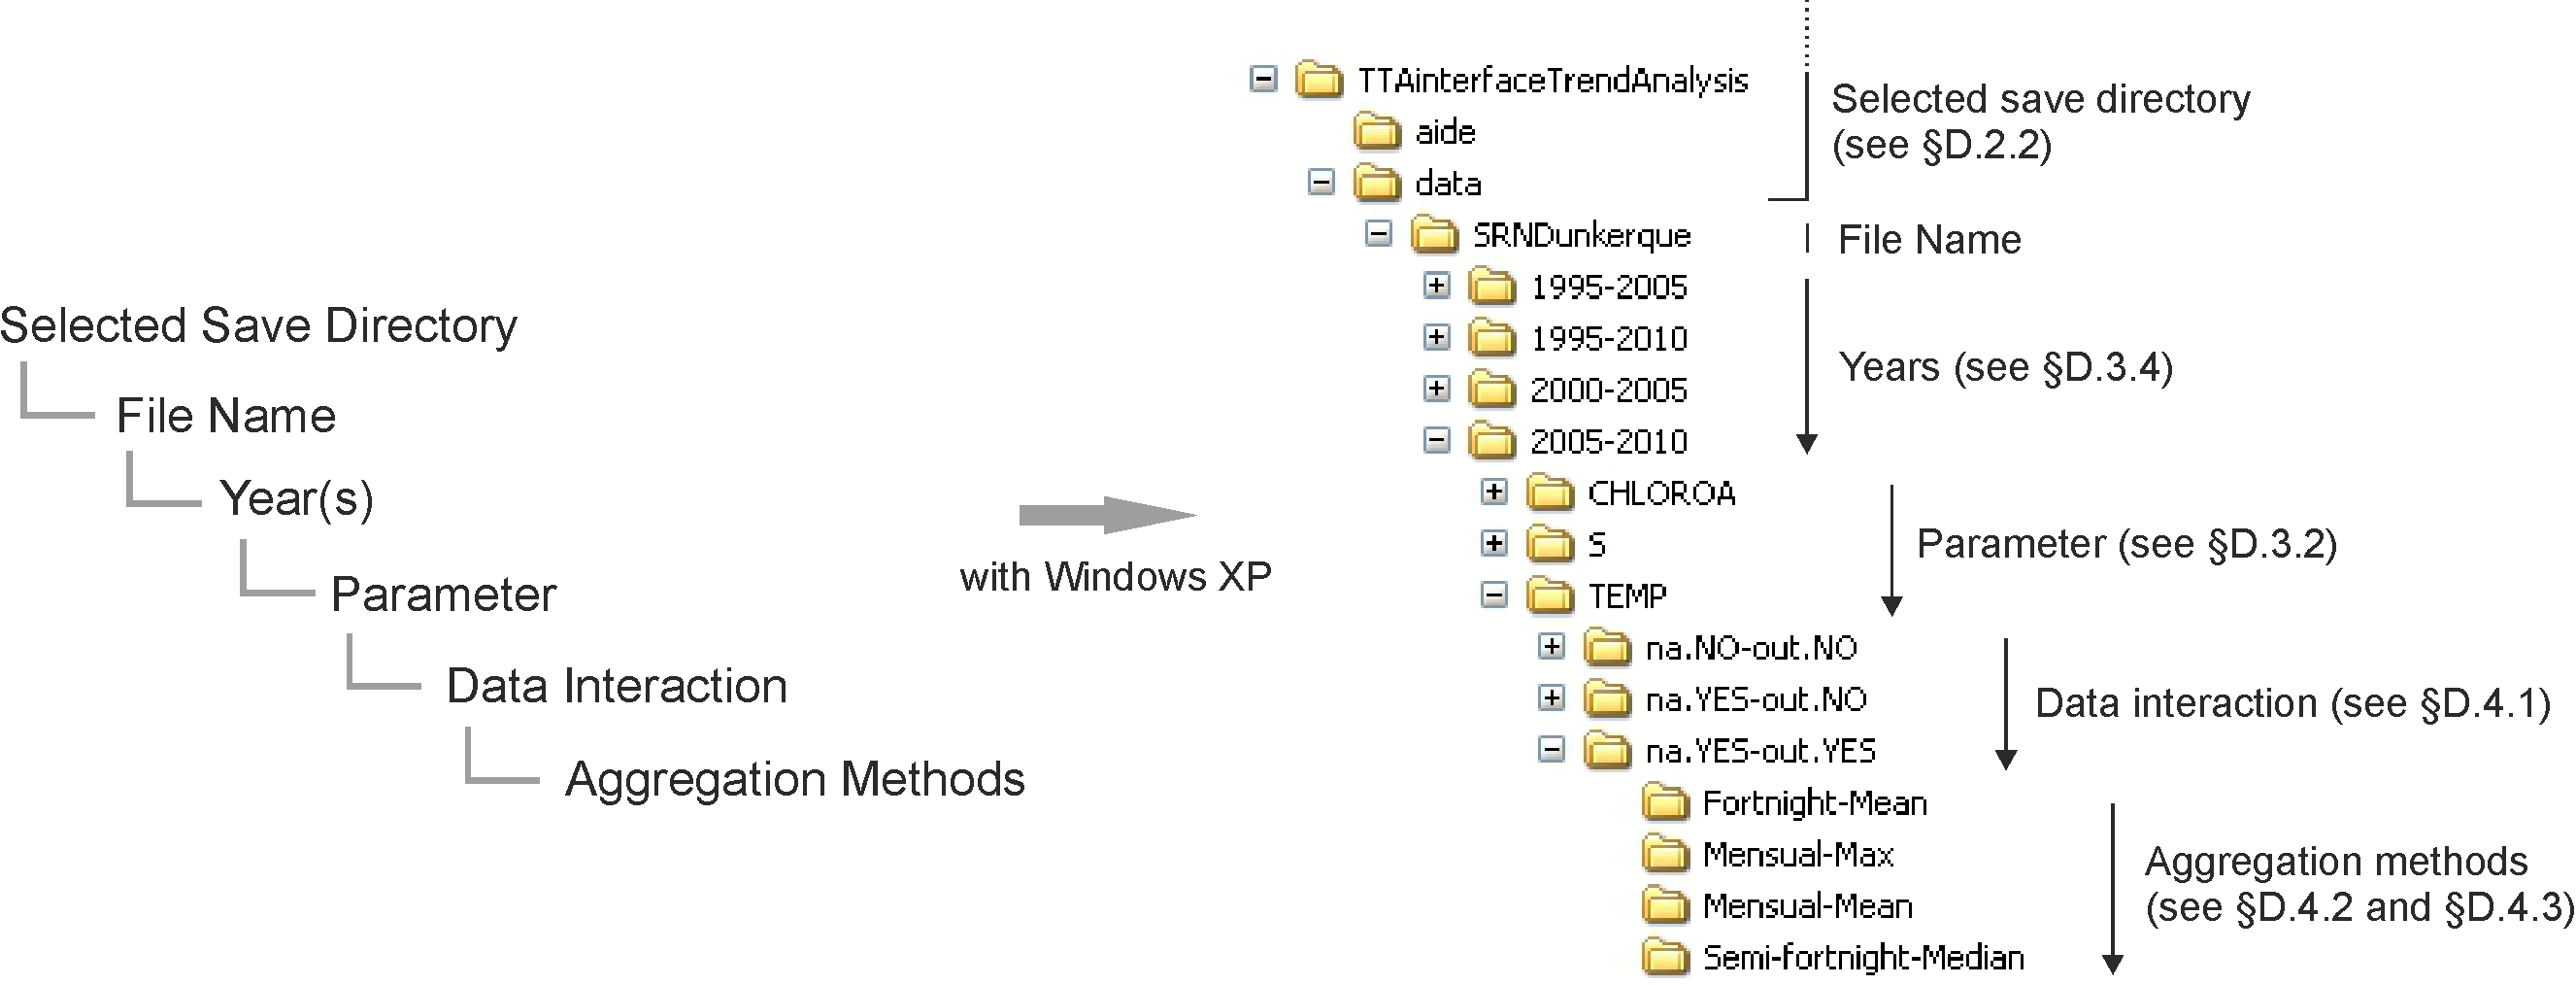 Selected Save Directory
File Name
Year(s)
Parameter
Data Interaction
Aggregation Methods
with Windows XP
TTAinterfaceTrendAnalysis
aide
data
SRNDunkerque
1995-2005
1995-2010
2000-2005
2005-2010
CHLOROA
S
TEMP
na.NO-out.NO
na.YES-out.NO
na.YES-out.YES
Fortnight-Mean
Mensual-Max
Mensual-Mean
Semi-fortnight-Median
Selected save directory
(see §D.2.2)
File Name
Years (see §D.3.4)
Parameter (see §D.3.2)
Data interaction (see §D.4.1)
Aggregation methods
(see §D.4.2 and §D.4.3)